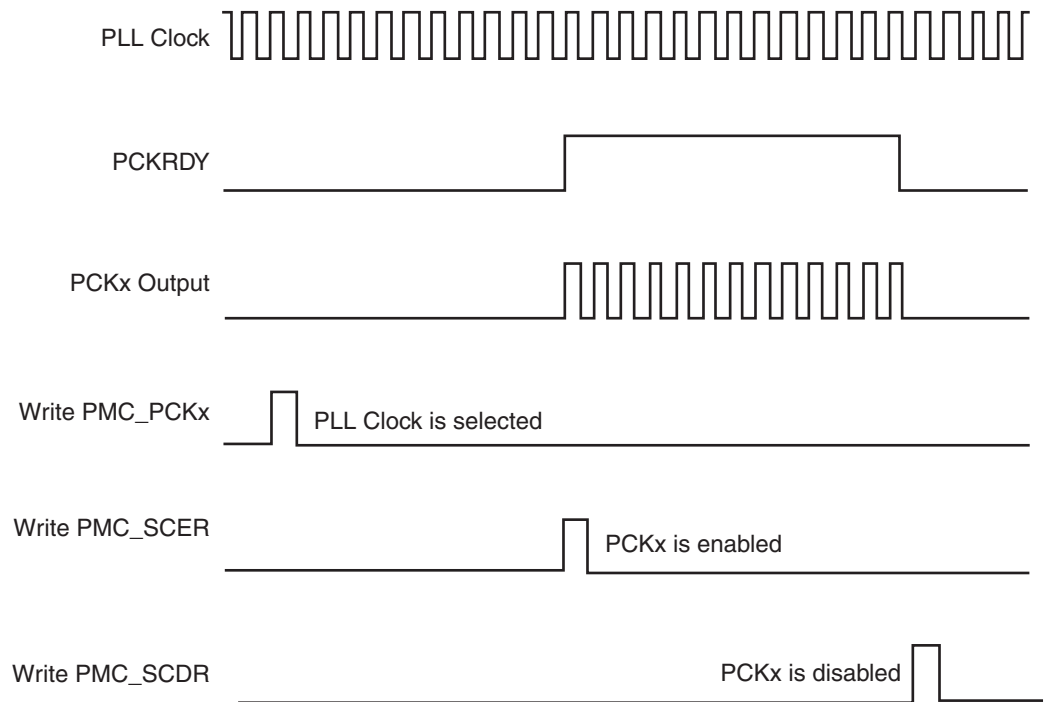 PLL Clock
PCKRDY
PCKx Output
Write PMC_PCKx
PLL Clock is selected
Write PMC_SCER
PCKx is enabled
Write PMC_SCDR
PCKx is disabled